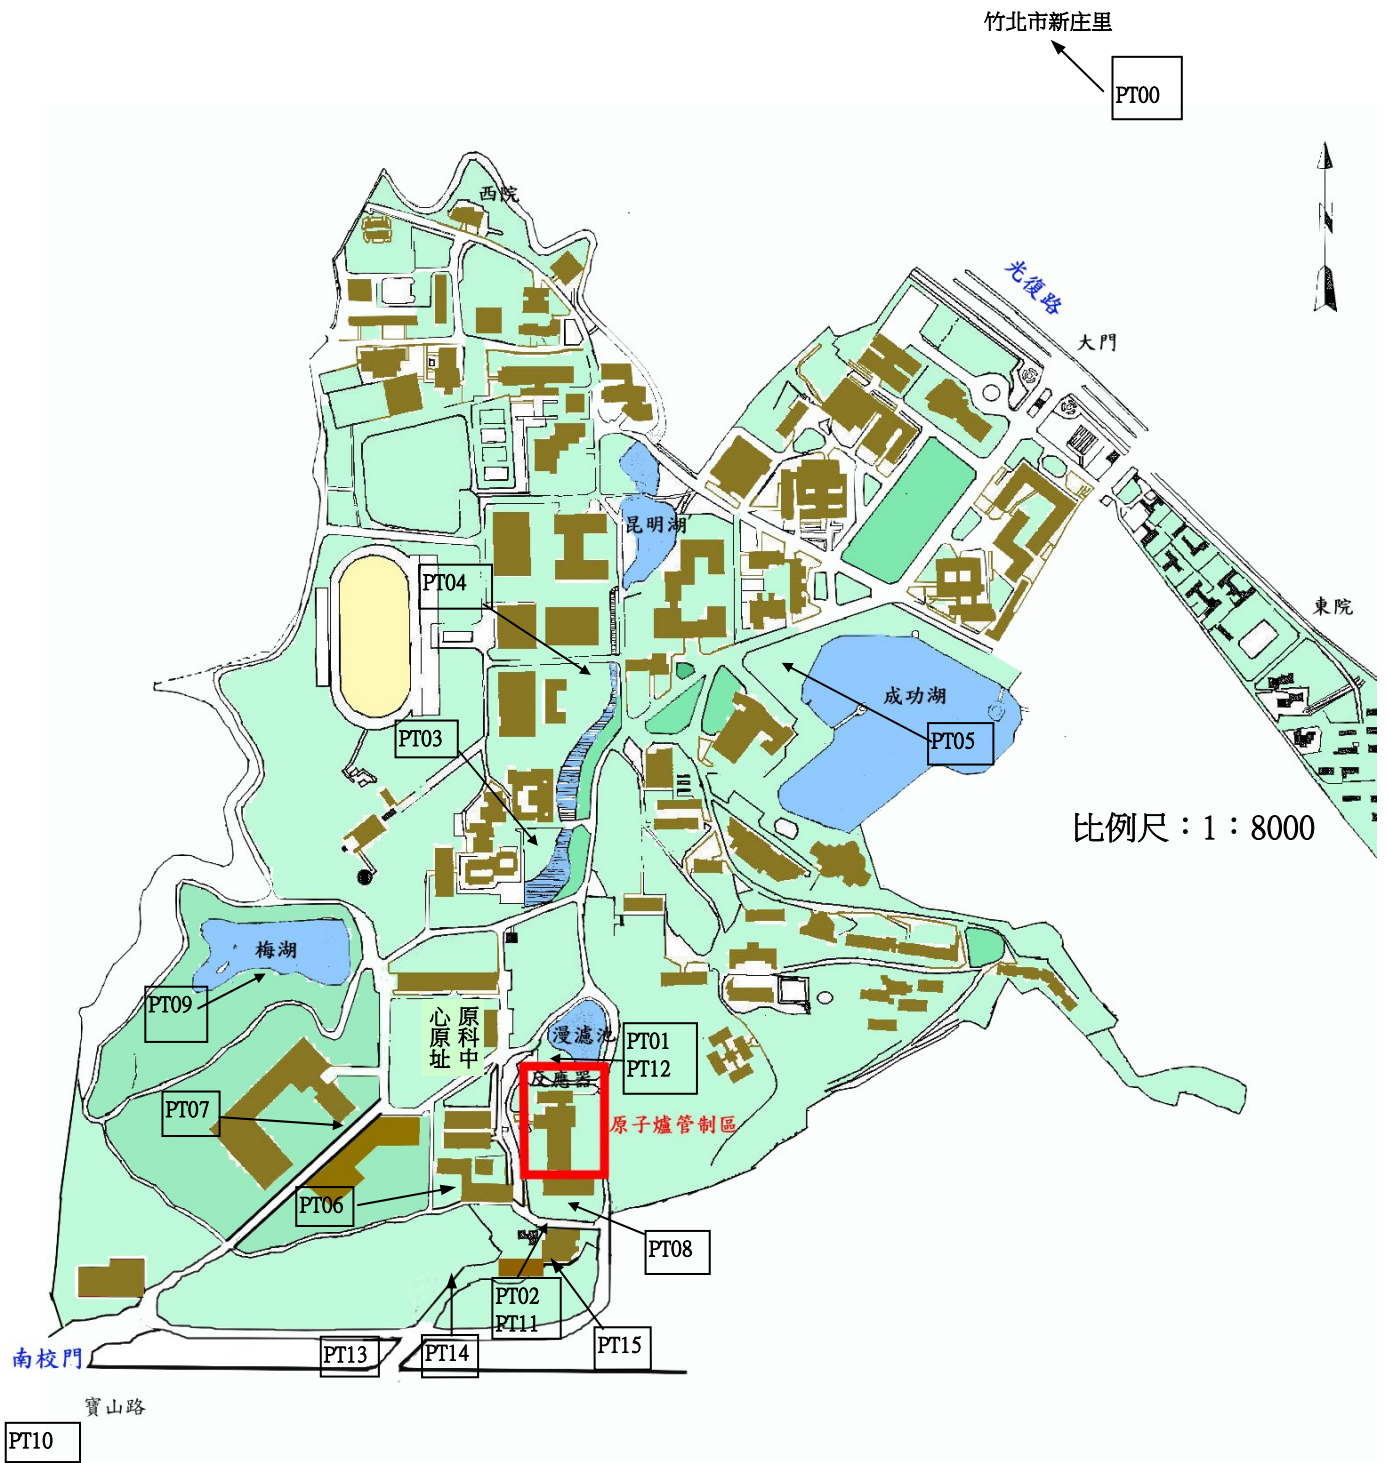 竹北市新庄里
PT00
西院
光復路
大門
N
昆明湖
PT04
東院
成功湖
PT03
PT05
比例尺：1：8000
梅湖
PT09
原科中
心原址
漫濾池
PT01
PT12
反應器
PT07
原子爐管制區
PT06
PT08
PT02
PT11
PT15
PT13
PT14
南校門
寶山路
PT10